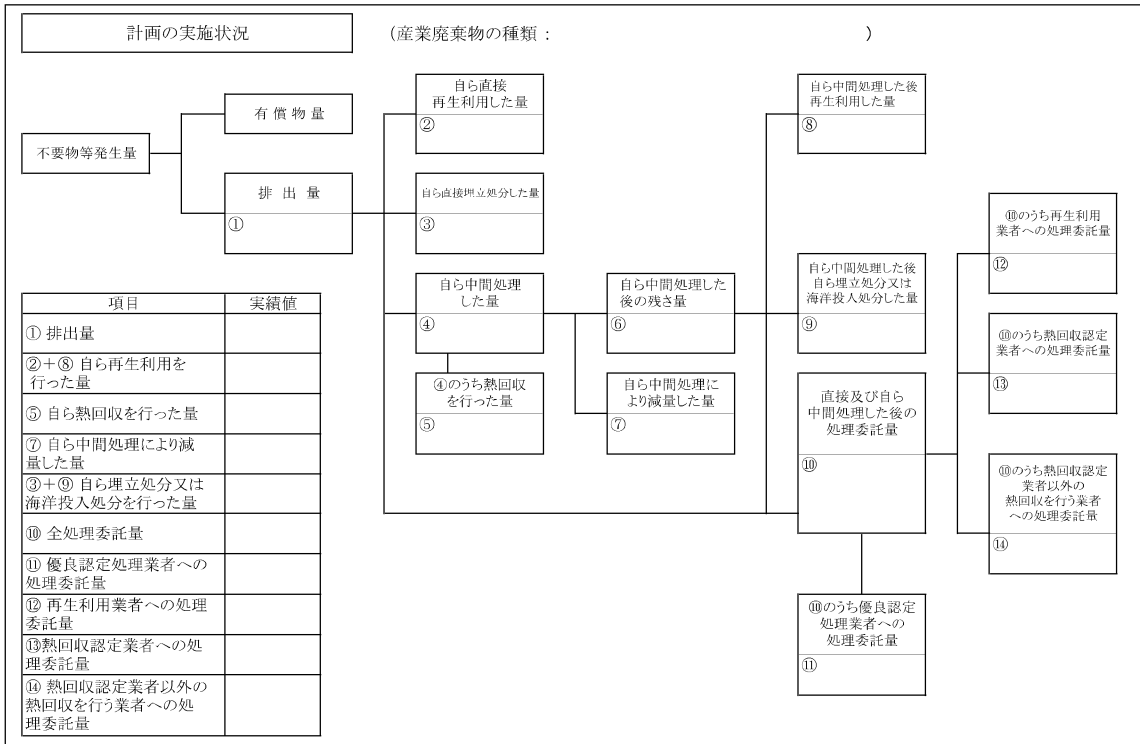 計画の実施状況
(産業廃棄物の種類： )
不要物等発生量
有償物量
排出量
①
自ら直接
再生利用した量
②
自ら直接埋立処分した量
③
自ら中間処理
した量
④
④のうち熱回収
を行った量
⑤
自ら中間処理した
後の残さ量
⑥
自ら中間処理に
より減量した量
⑦
自ら中間処理した後
再生利用した量
⑧
自ら中間処理した後
自ら埋立処分又は
海洋投入処分した量
⑨
直接及び自ら
中間処理した後の
処理委託量
⑩
⑩のうち優良認定
処理業者への
処理委託量
⑪
⑩のうち再生利用
業者への処理委託量
⑫
⑩のうち熱回収認定
業者への処理委託量
⑬
⑩のうち熱回収認定
業者以外の
熱回収を行う業者
への処理委託量
⑭
項目 実績値
① 排出量
②＋⑧ 自ら再生利用を
行った量
⑤ 自ら熱回収を行った量
⑦ 自ら中間処理により減
量した量
③＋⑨ 自ら埋立処分又は
海洋投入処分を行った量
⑩ 全処理委託量
⑪ 優良認定処理業者への
処理委託量
⑫ 再生利用業者への処理
委託量
⑬熱回収認定業者への処
理委託量
⑭ 熱回収認定業者以外の
熱回収を行う業者への処
理委託量